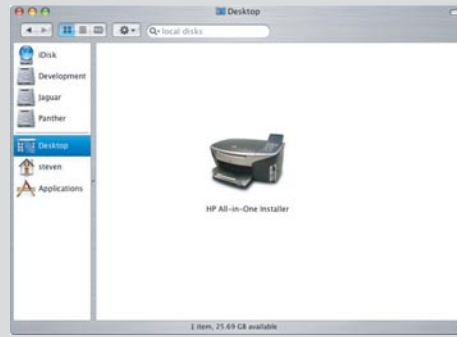 Desktop
local disks
iDisk
Development
Jaguar
Panther
Desktop
steven
Applications
HP All-in-One Installer
1 item, 25.69 GB available